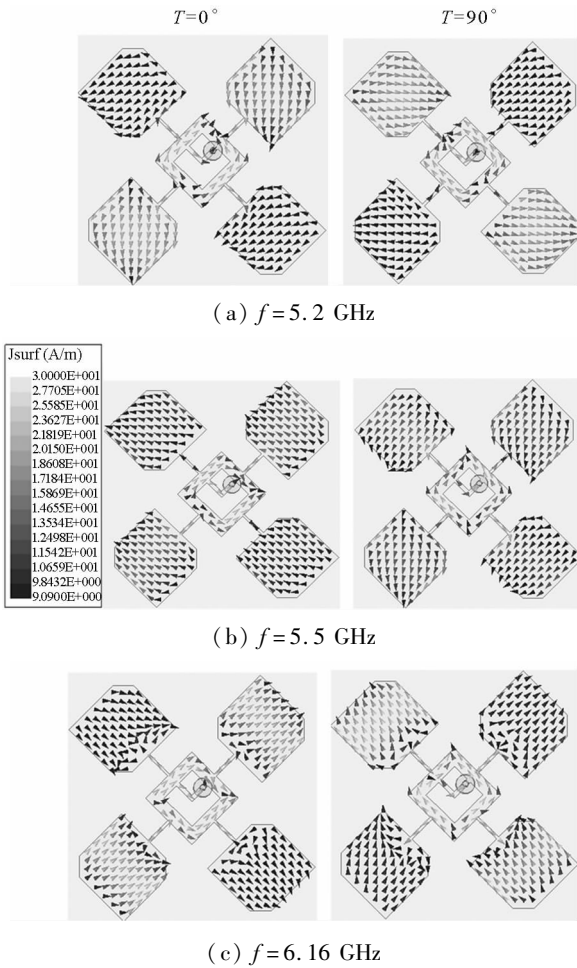 T=0° T=90°
(a) f=5.2 GHz
Jsurf (A/m)
3.0000E+001
2.7705E+001
2.5585E+001
2.3627E+001
2.1819E+001
2.0150E+001
1.8608E+001
1.7184E+001
1.5869E+001
1.4655E+001
1.3534E+001
1.2498E+001
1.1542E+001
1.0659E+001
9.8432E+000
9.0900E+000
(b) f=5.5 GHz
(c) f=6.16 GHz